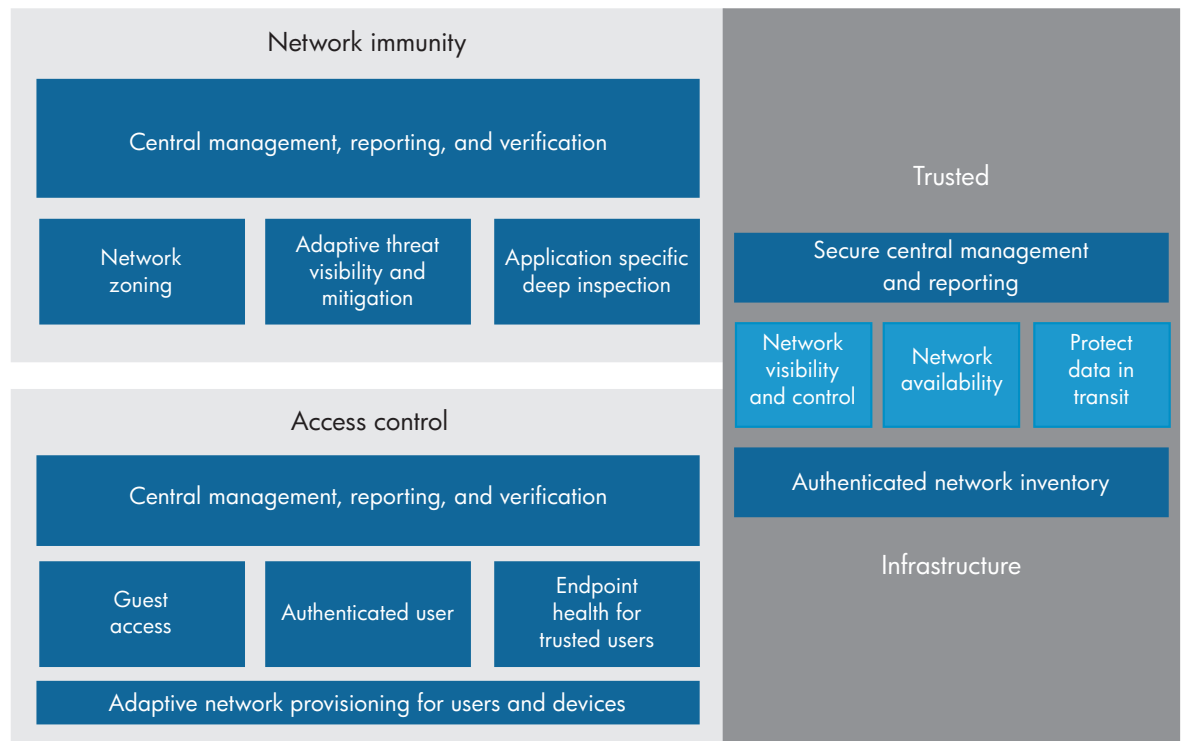 Network immunity
Central management, reporting, and verification
Network
zoning
Adaptive threat
visibility and
mitigation
Application specific
deep inspection
Access control
Central management, reporting, and verification
Guest
access
Authenticated user
Endpoint
health for
trusted users
Adaptive network provisioning for users and devices
Trusted
Secure central management
and reporting
Network
visibility
and control
Network
availability
Protect
data in
transit
Authenticated network inventory
Infrastructure